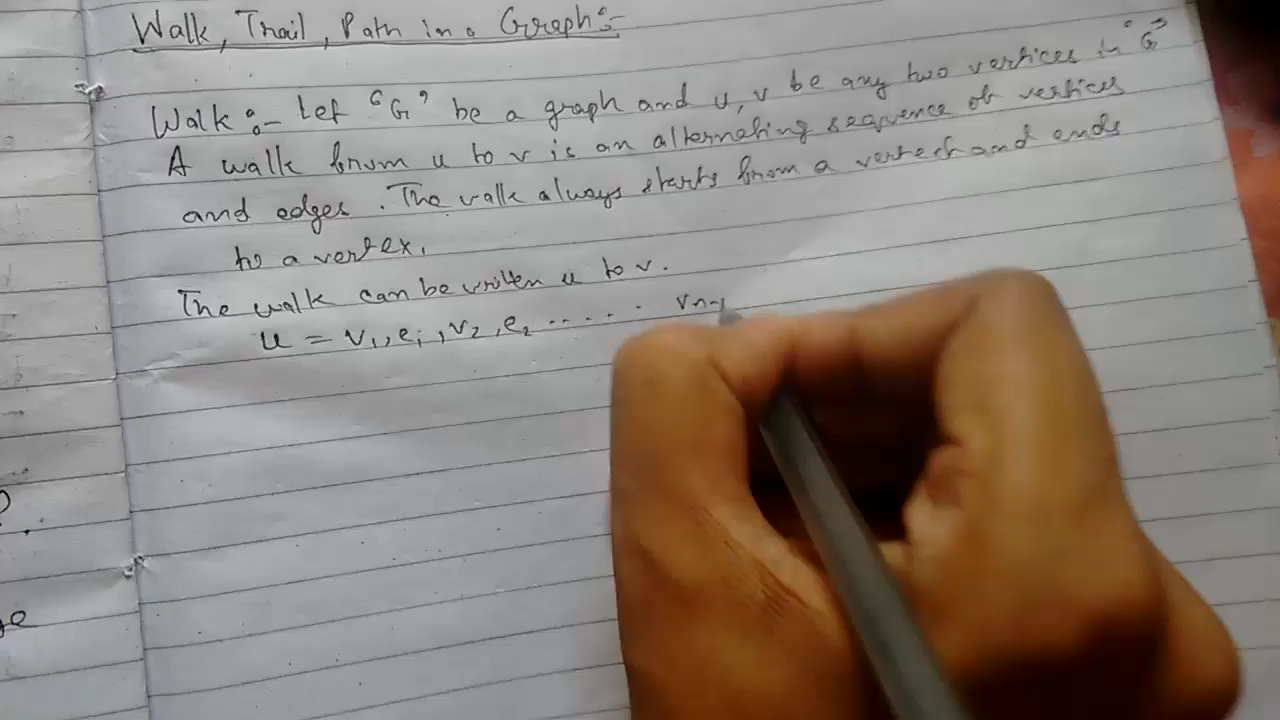 Walk, Trail, Path in a Graph:-
Walk:- Let "G" be a graph and u, v be any two vertices in "G"
A walk from u to v is an alternating sequence of vertices
and edges. The walk always starts from a vertex and ends
to a vertex.
The walk can be written u to v.
u = v1, e1, v2, e2 ..... vn-1
?